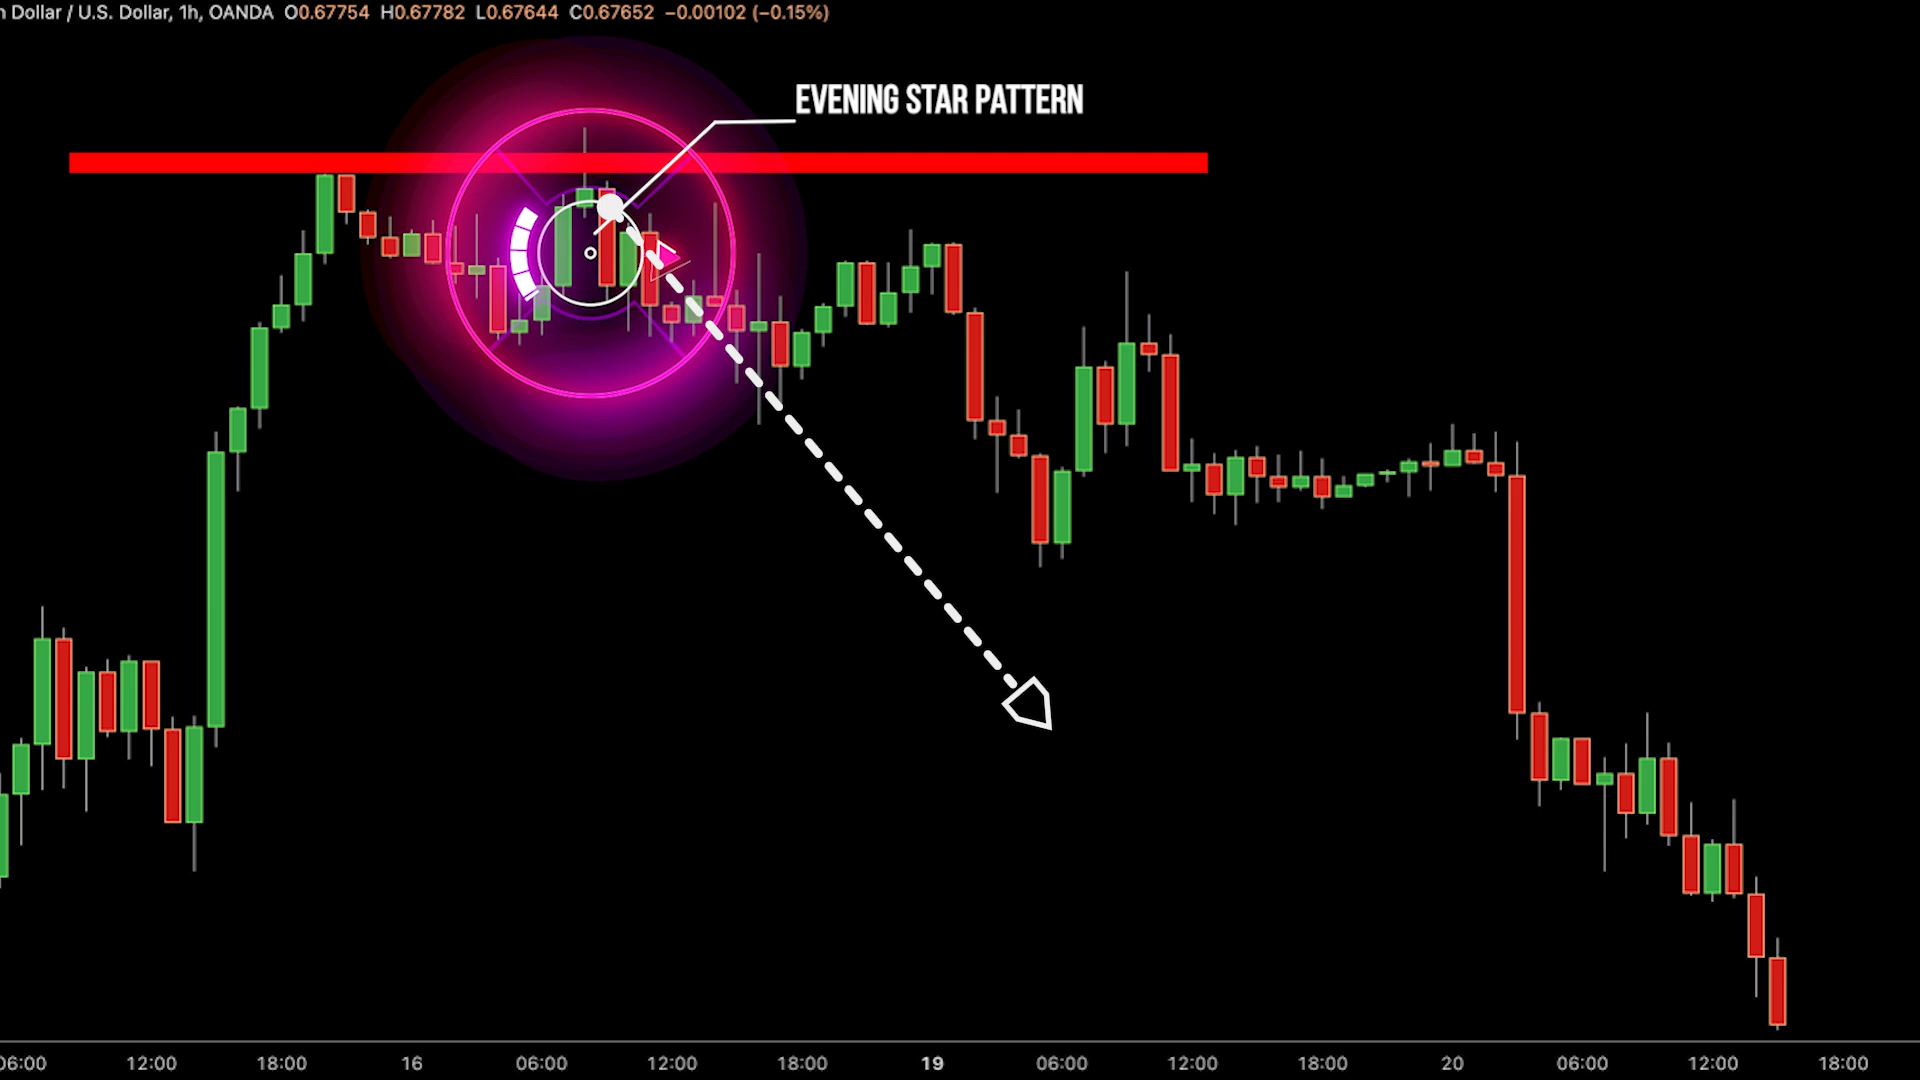 n Dollar / U.S. Dollar, 1h, OANDA O0.67754 H0.67782 L0.67644 C0.67652 −0.00102 (−0.15%)
EVENING STAR PATTERN
06:00 12:00 18:00 16 06:00 12:00 18:00 19 06:00 12:00 18:00 20 06:00 12:00 18:00